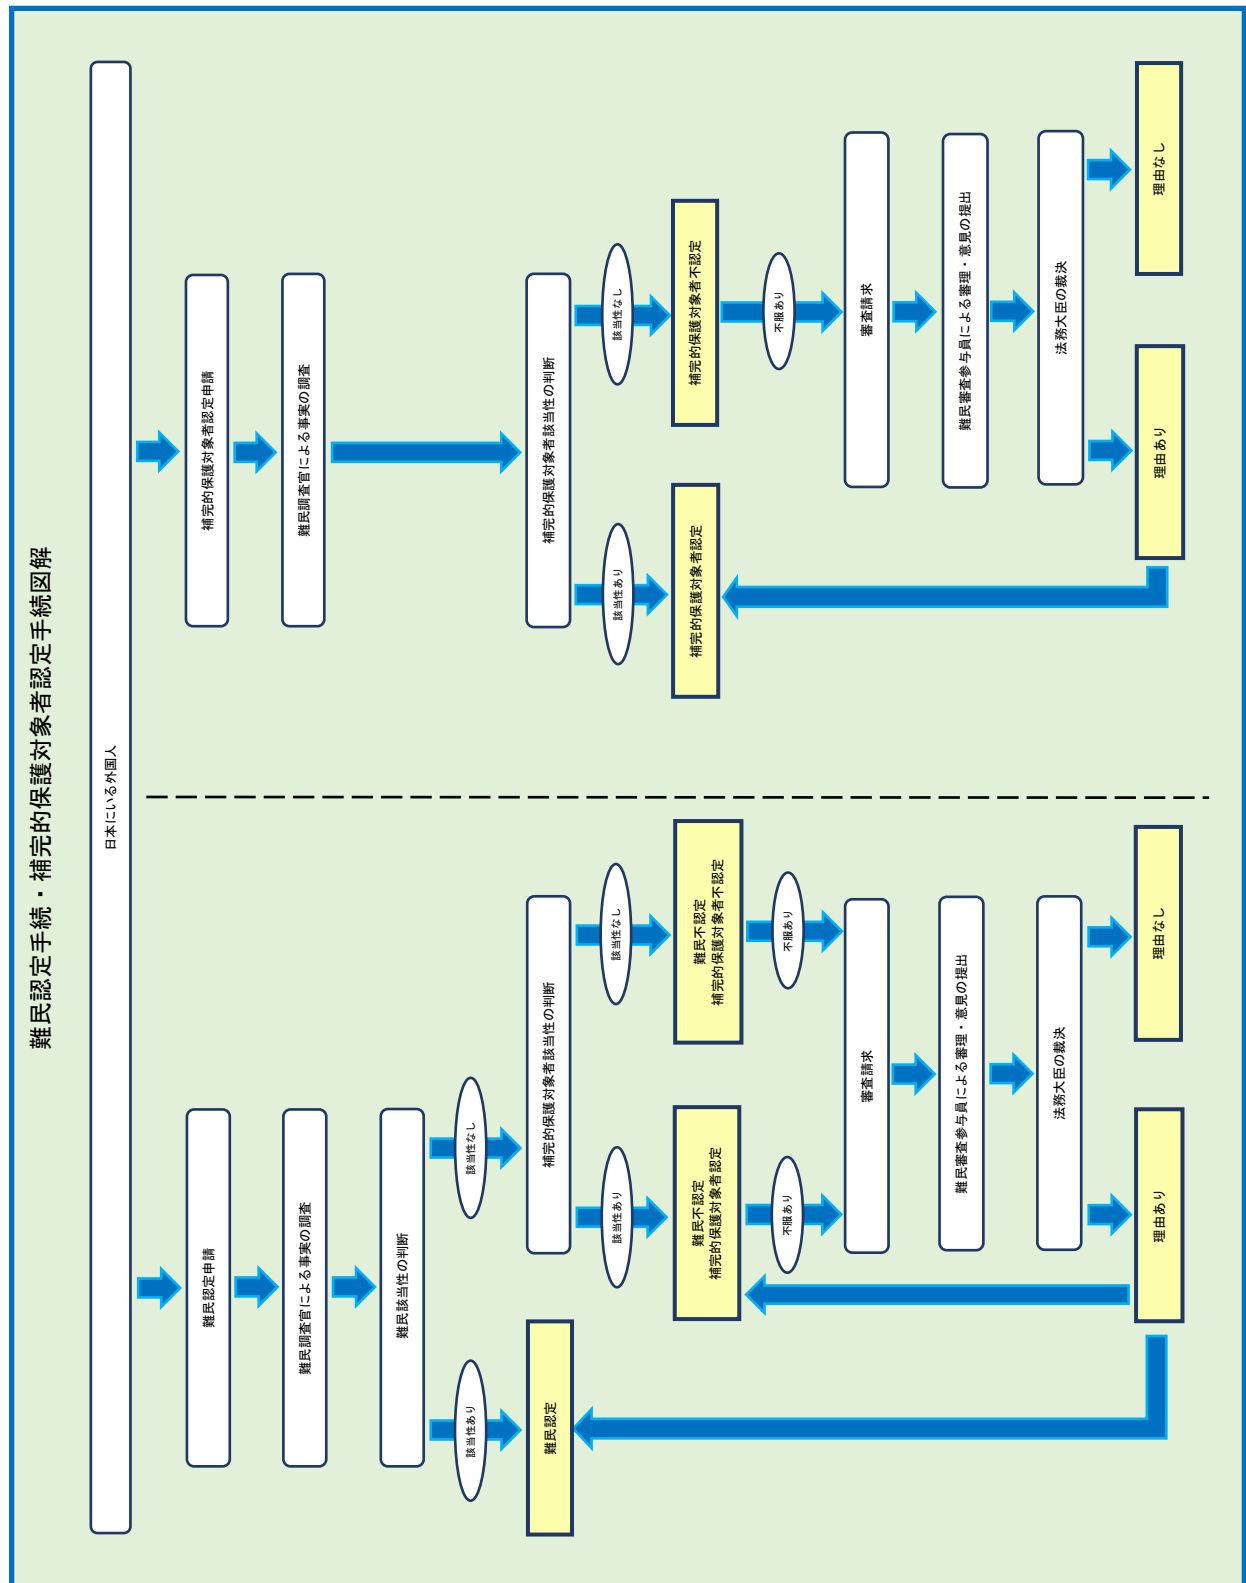 難民認定手続・補完的保護対象者認定手続図解
日本にいる外国人
難民認定申請
難民調査官による事実の調査
難民該当性の判断
該当性あり
該当性なし
難民認定
補完的保護対象者該当性の判断
該当性あり
該当性なし
難民不認定
補完的保護対象者認定
難民不認定
補完的保護対象者不認定
不服あり
不服あり
審査請求
難民審査参与員による審理・意見の提出
法務大臣の裁決
理由あり
理由なし
補完的保護対象者認定申請
難民調査官による事実の調査
補完的保護対象者該当性の判断
該当性あり
該当性なし
補完的保護対象者認定
補完的保護対象者不認定
不服あり
審査請求
難民審査参与員による審理・意見の提出
法務大臣の裁決
理由あり
理由なし